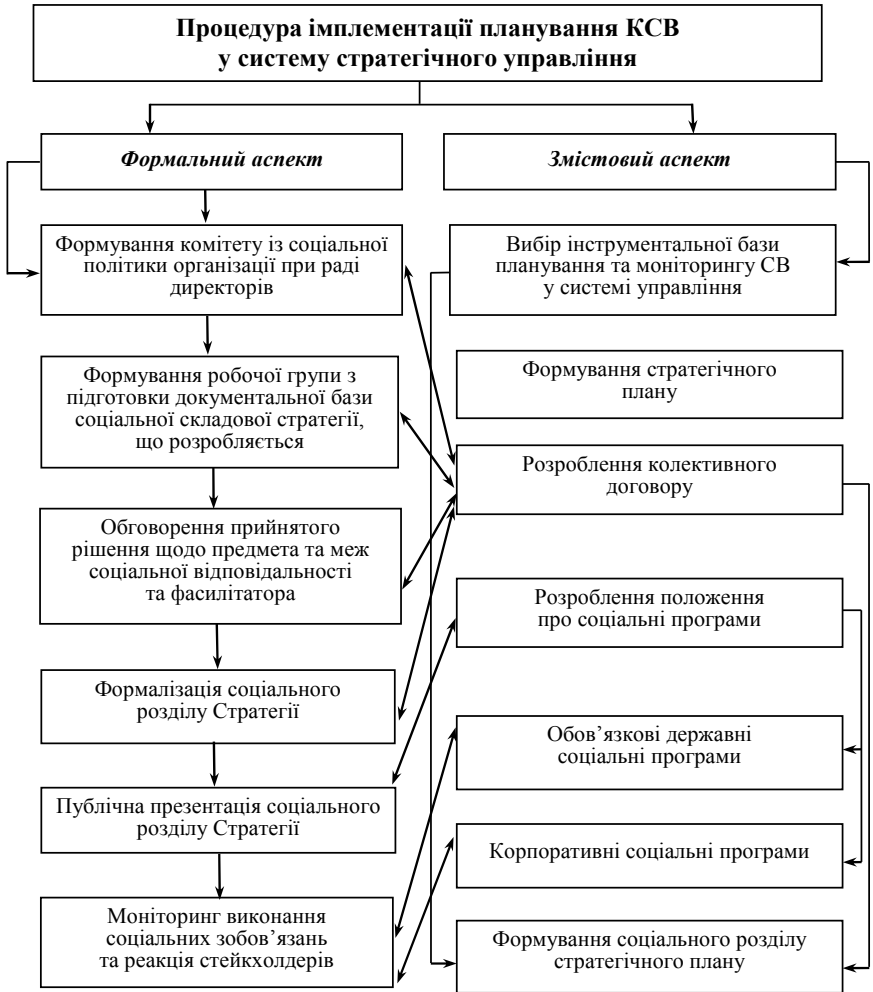 Процедура імплементації планування КСВ
у систему стратегічного управління
Формальний аспект
Змістовий аспект
Формування комітету із соціальної
політики організації при раді
директорів
Вибір інструментальної бази
планування та моніторингу СВ
у системі управління
Формування робочої групи з
підготовки документальної бази
соціальної складової стратегії,
що розробляється
Формування стратегічного
плану
Розроблення колективного
договору
Обговорення прийнятого
рішення щодо предмета та меж
соціальної відповідальності
та фасилітатора
Розроблення положення
про соціальні програми
Формалізація соціального
розділу Стратегії
Обов’язкові державні
соціальні програми
Публічна презентація соціального
розділу Стратегії
Корпоративні соціальні програми
Моніторинг виконання
соціальних зобов’язань
та реакція стейкхолдерів
Формування соціального розділу
стратегічного плану